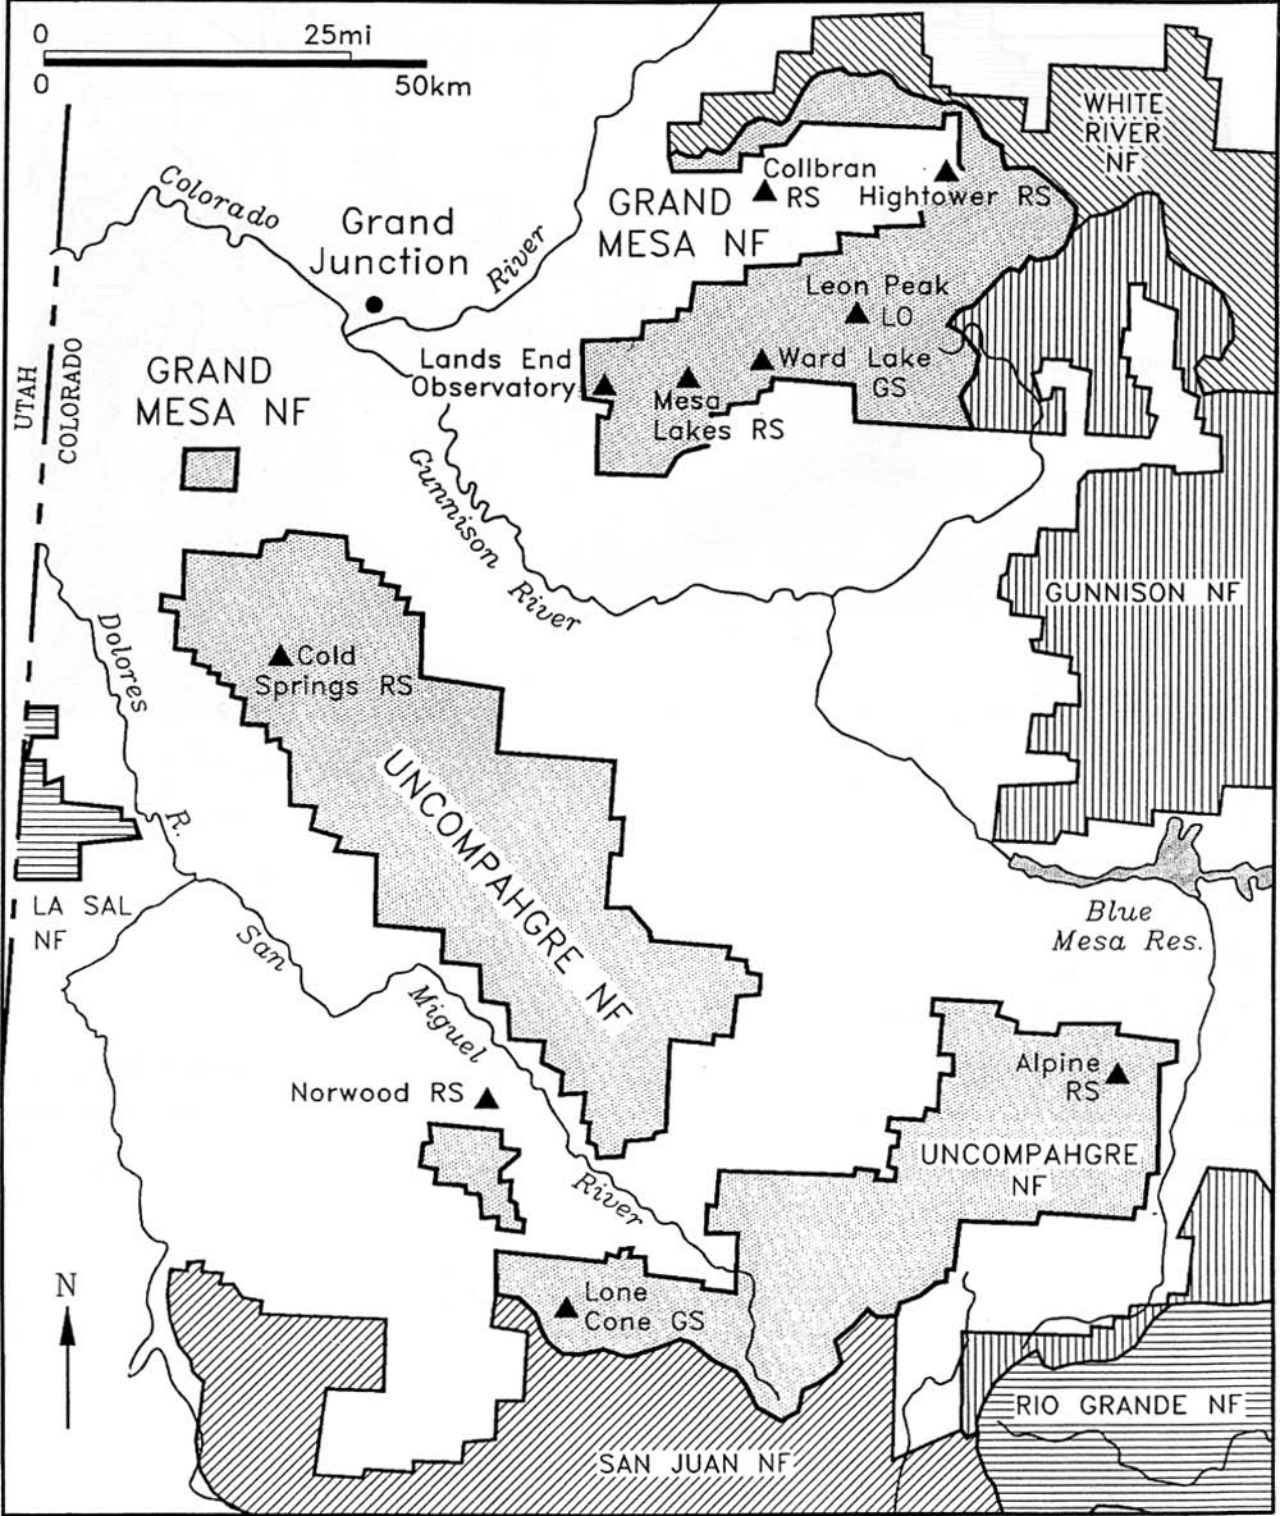 0 25mi
0 50km
WHITE
RIVER
NF
Collbran
RS
Hightower RS
GRAND
MESA NF
Colorado
River
Grand
Junction
Leon Peak
LO
Lands End
Observatory
Ward Lake
GS
Mesa
Lakes RS
UTAH
COLORADO
GRAND
MESA NF
Gunnison River
GUNNISON NF
Dolores
R.
Cold
Springs RS
UNCOMPAHGRE NF
LA SAL
NF
San
Miguel
River
Blue
Mesa Res.
Norwood RS
Alpine
RS
UNCOMPAHGRE
NF
N
Lone
Cone GS
RIO GRANDE NF
SAN JUAN NF